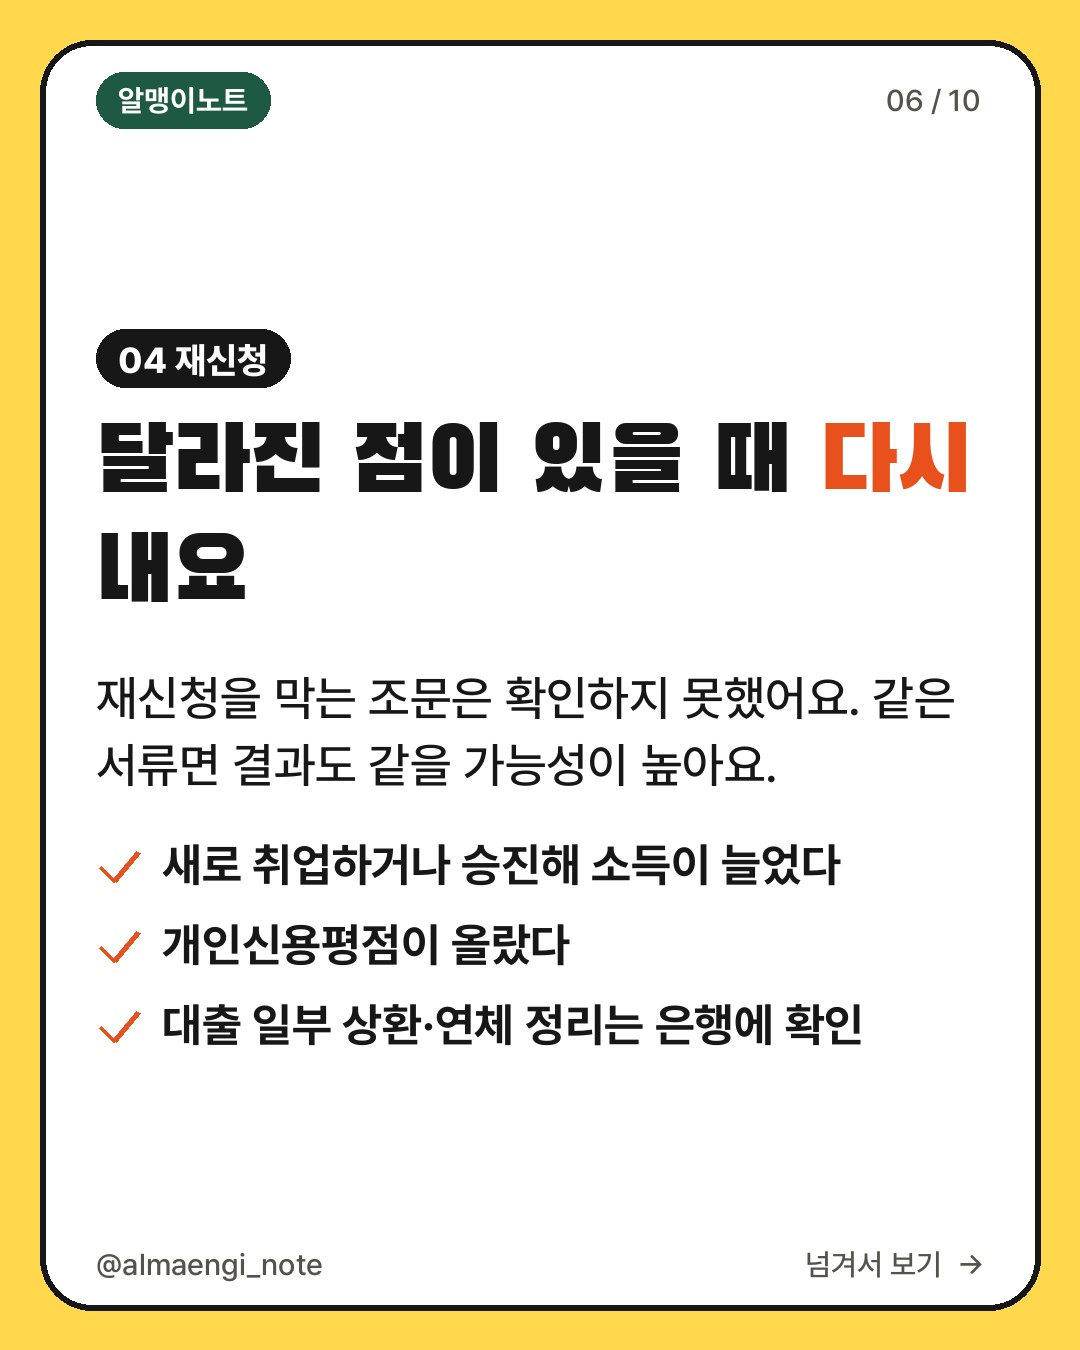 알맹이노트
06 / 10
04 재신청
달라진 점이 있을 때 다시
내요
재신청을 막는 조문은 확인하지 못했어요. 같은
서류면 결과도 같을 가능성이 높아요.
새로 취업하거나 승진해 소득이 늘었다
개인신용평점이 올랐다
대출 일부 상환·연체 정리는 은행에 확인
@almaengi_note
넘겨서 보기 →